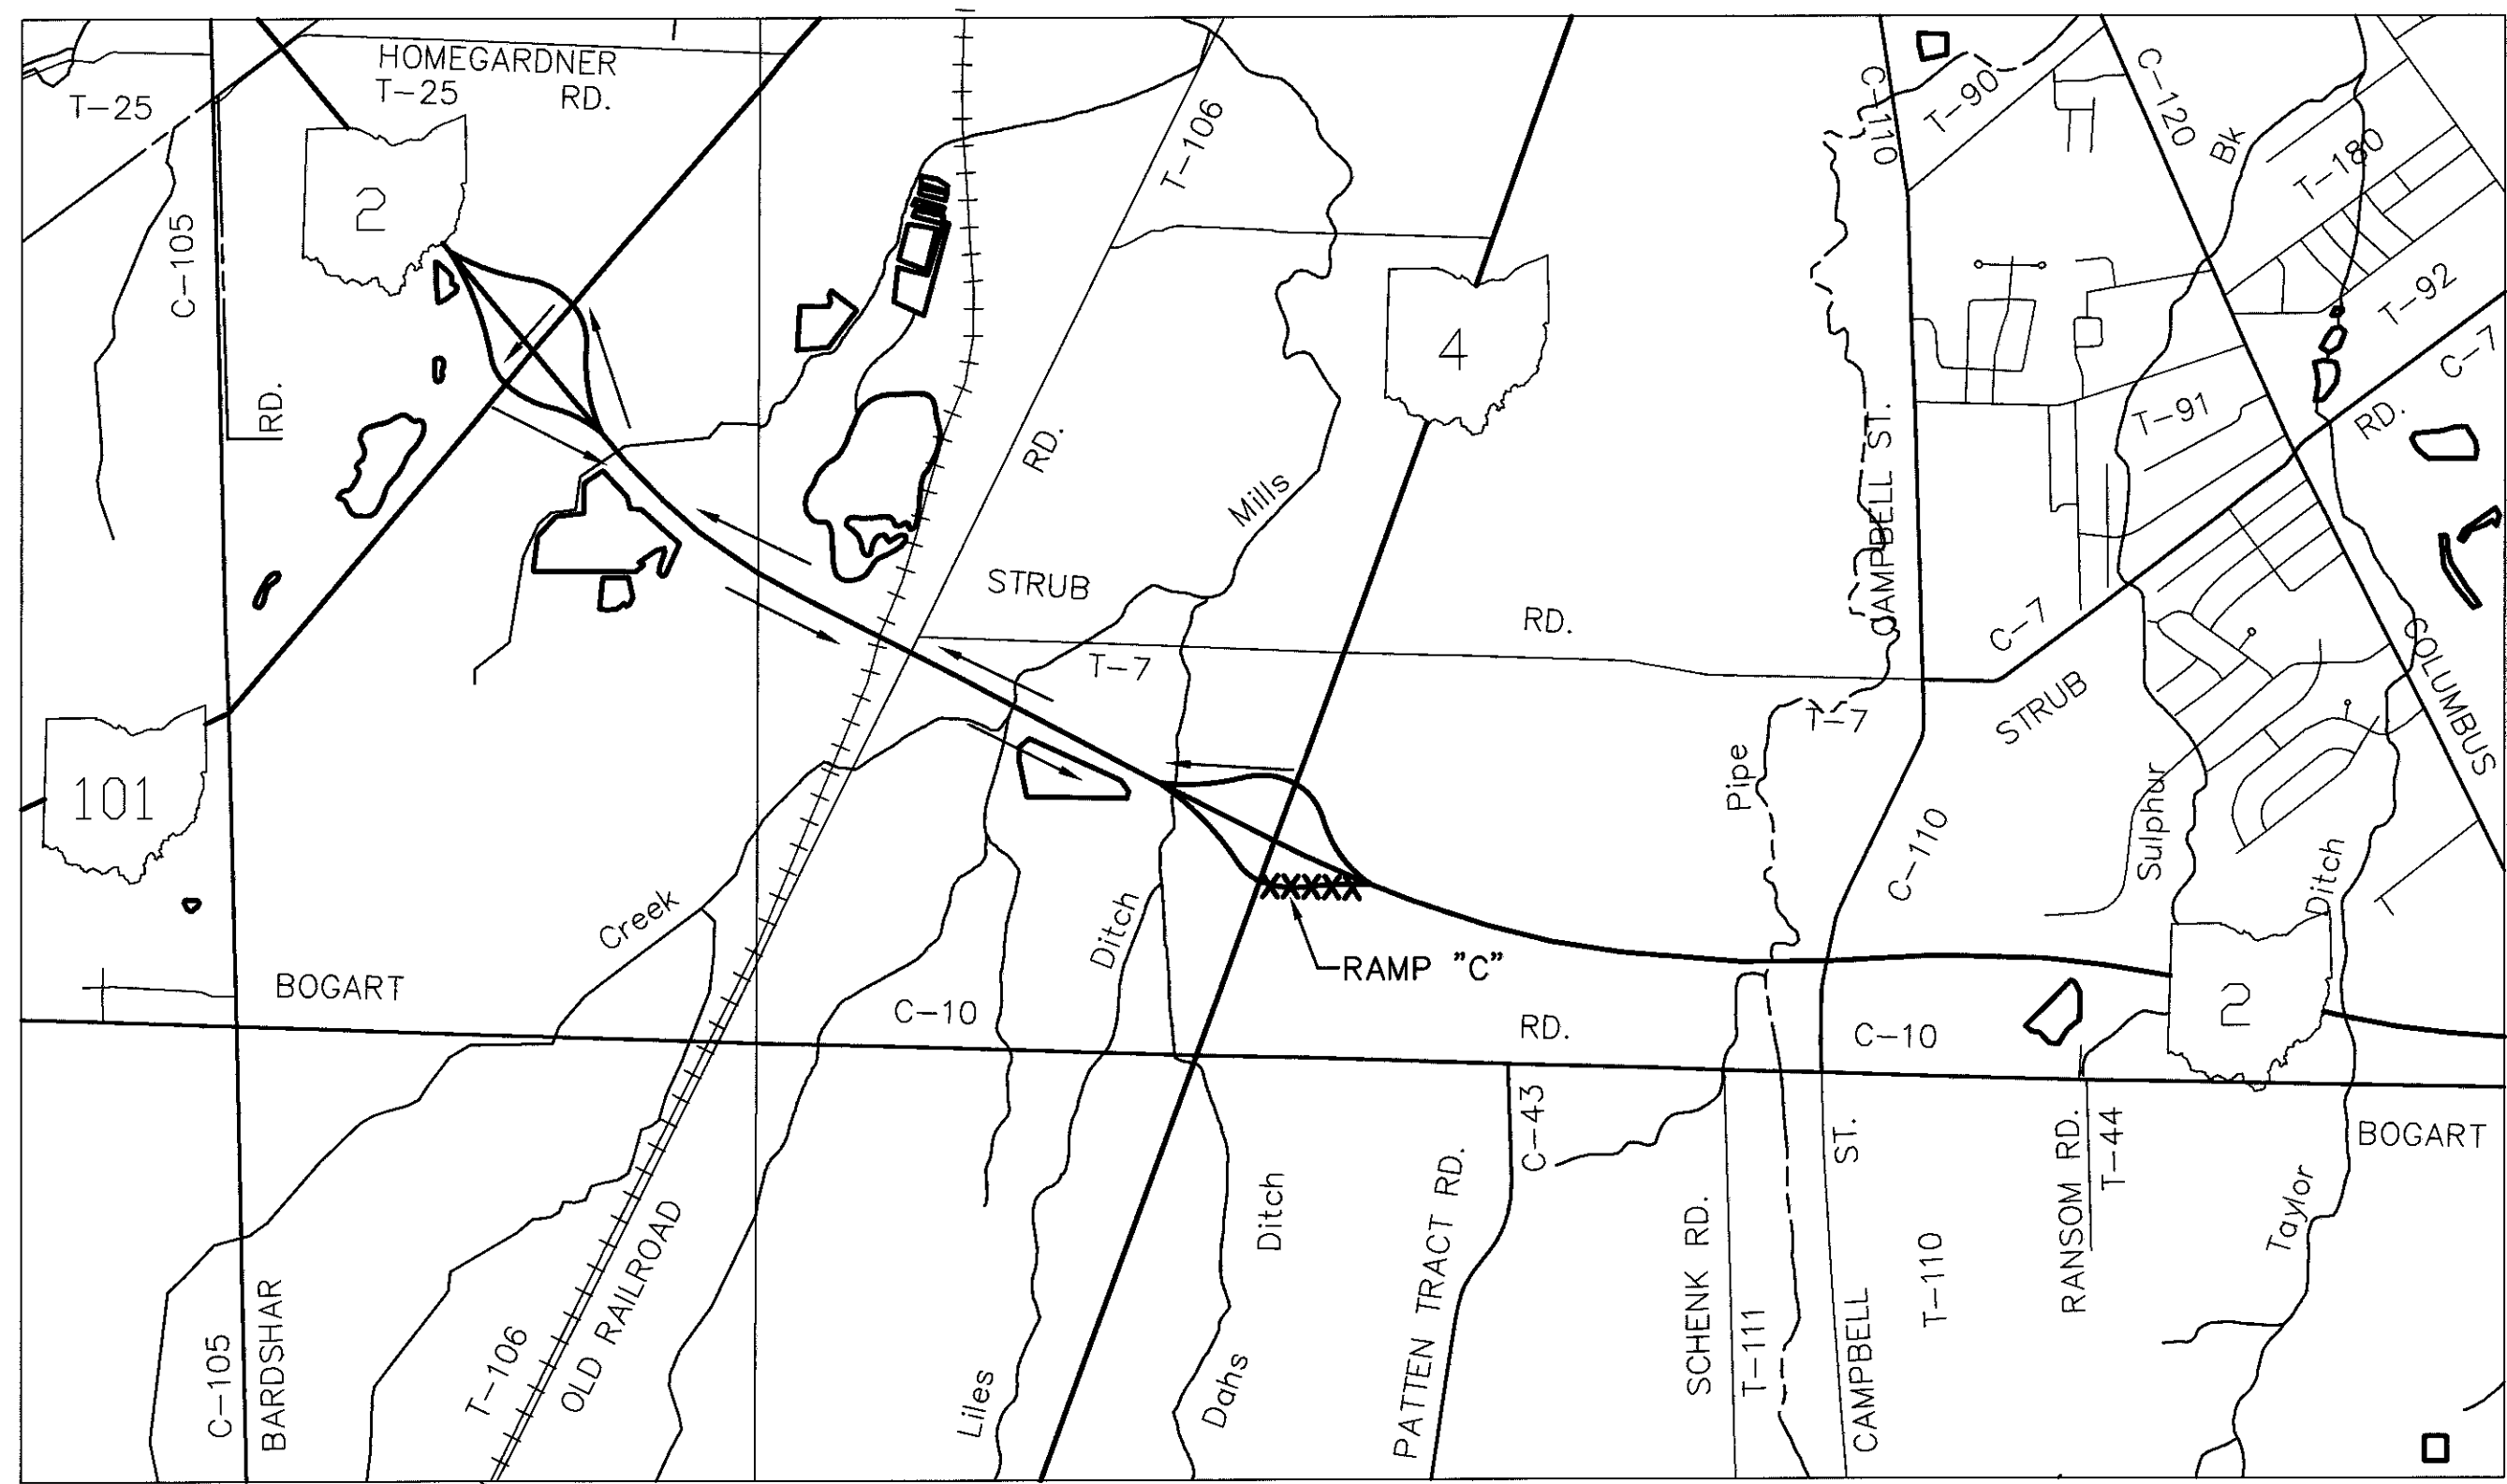 HOMEGARDNER
T-25
RD.
T-25
2
C-105
RD.
T-106
RD.
4
C-110
T-90
C-120
Bk
T-180
T-92
C-7
RD.
T-91
CAMPBELL ST.
Mills
STRUB
RD.
T-7
C-7
STRUB
T-7
COLUMBUS
101
Pipe
C-110
Sulphur
Ditch
T
Creek
Ditch
XXXXX
RAMP "C"
BOGART
C-10
RD.
C-10
2
C-43
ST.
RANSOM RD.
T-44
BOGART
Ditch
PATTEN TRACT RD.
SCHENK RD.
T-111
CAMPBELL
T-110
Taylor
C-105
BARDSHAR
T-106
OLD RAILROAD
Liles
Dahs